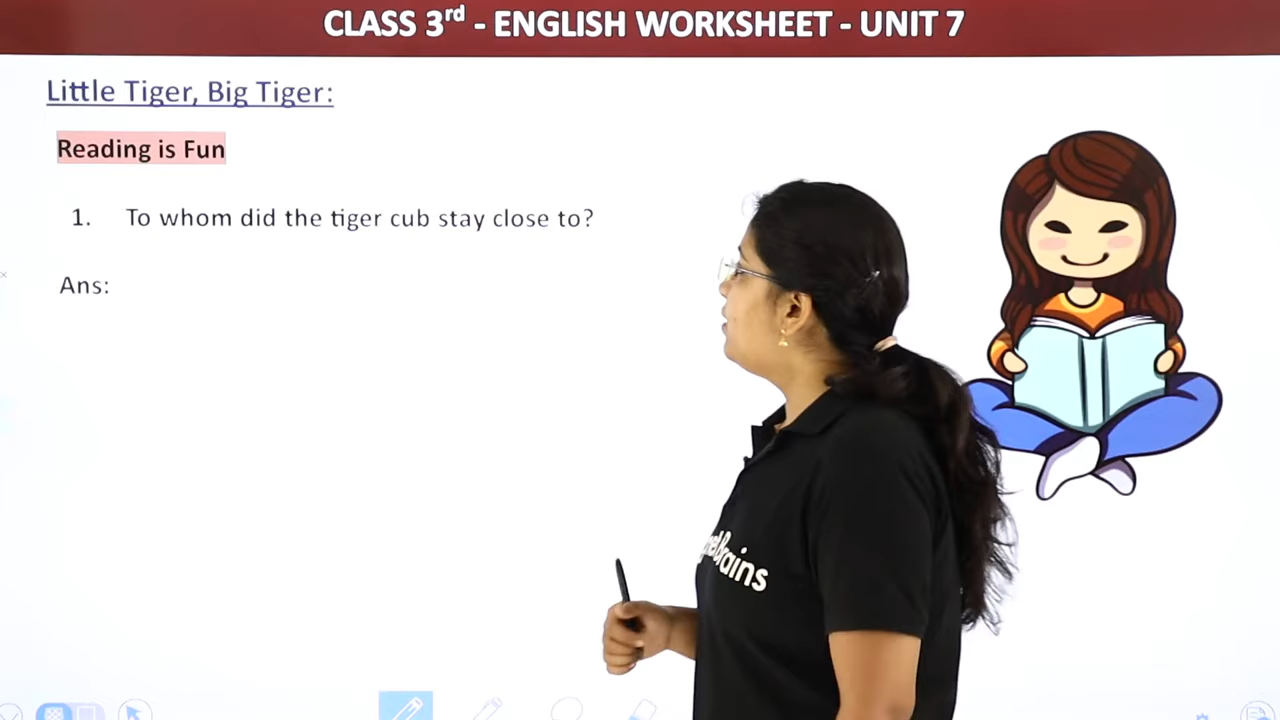 CLASS 3rd - ENGLISH WORKSHEET - UNIT 7
Little Tiger, Big Tiger:
Reading is Fun
1. To whom did the tiger cub stay close to?
Ans: